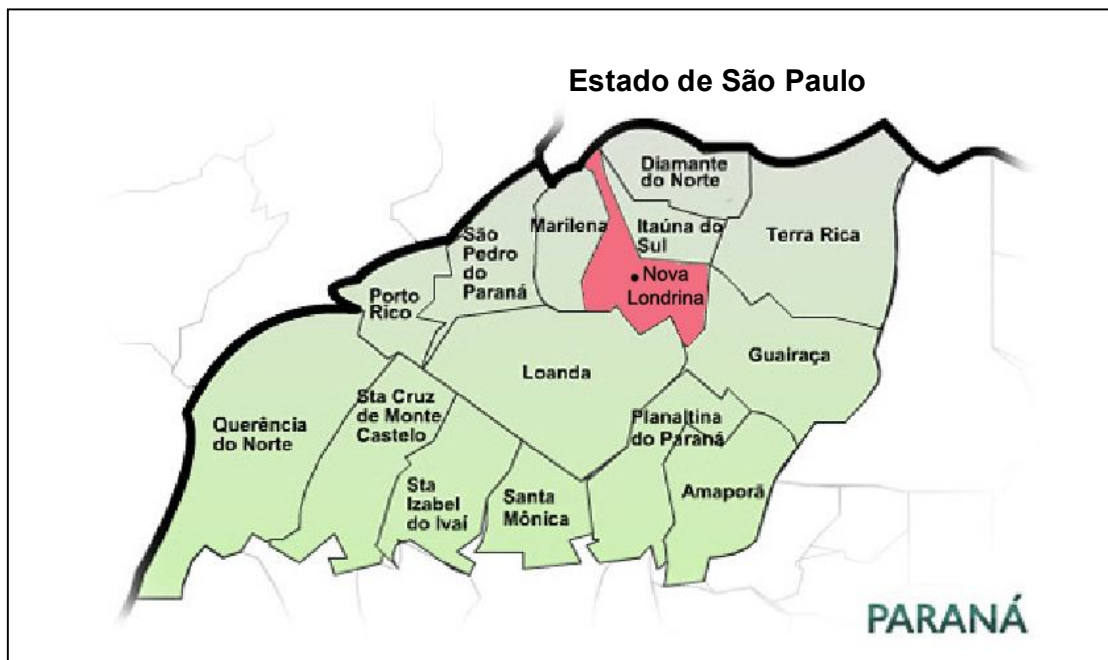 Estado de São Paulo
Diamante
do Norte
Marilena
Itaúna do
Sul
Terra Rica
São
Pedro
do
Paraná
Nova
Londrina
Porto
Rico
Guairaça
Loanda
Sta Cruz
de Monte
Castelo
Querência
do Norte
Planaltina
do Paraná
Sta
Izabel
do Ivaí
Santa
Mônica
Amaporã
PARANÁ